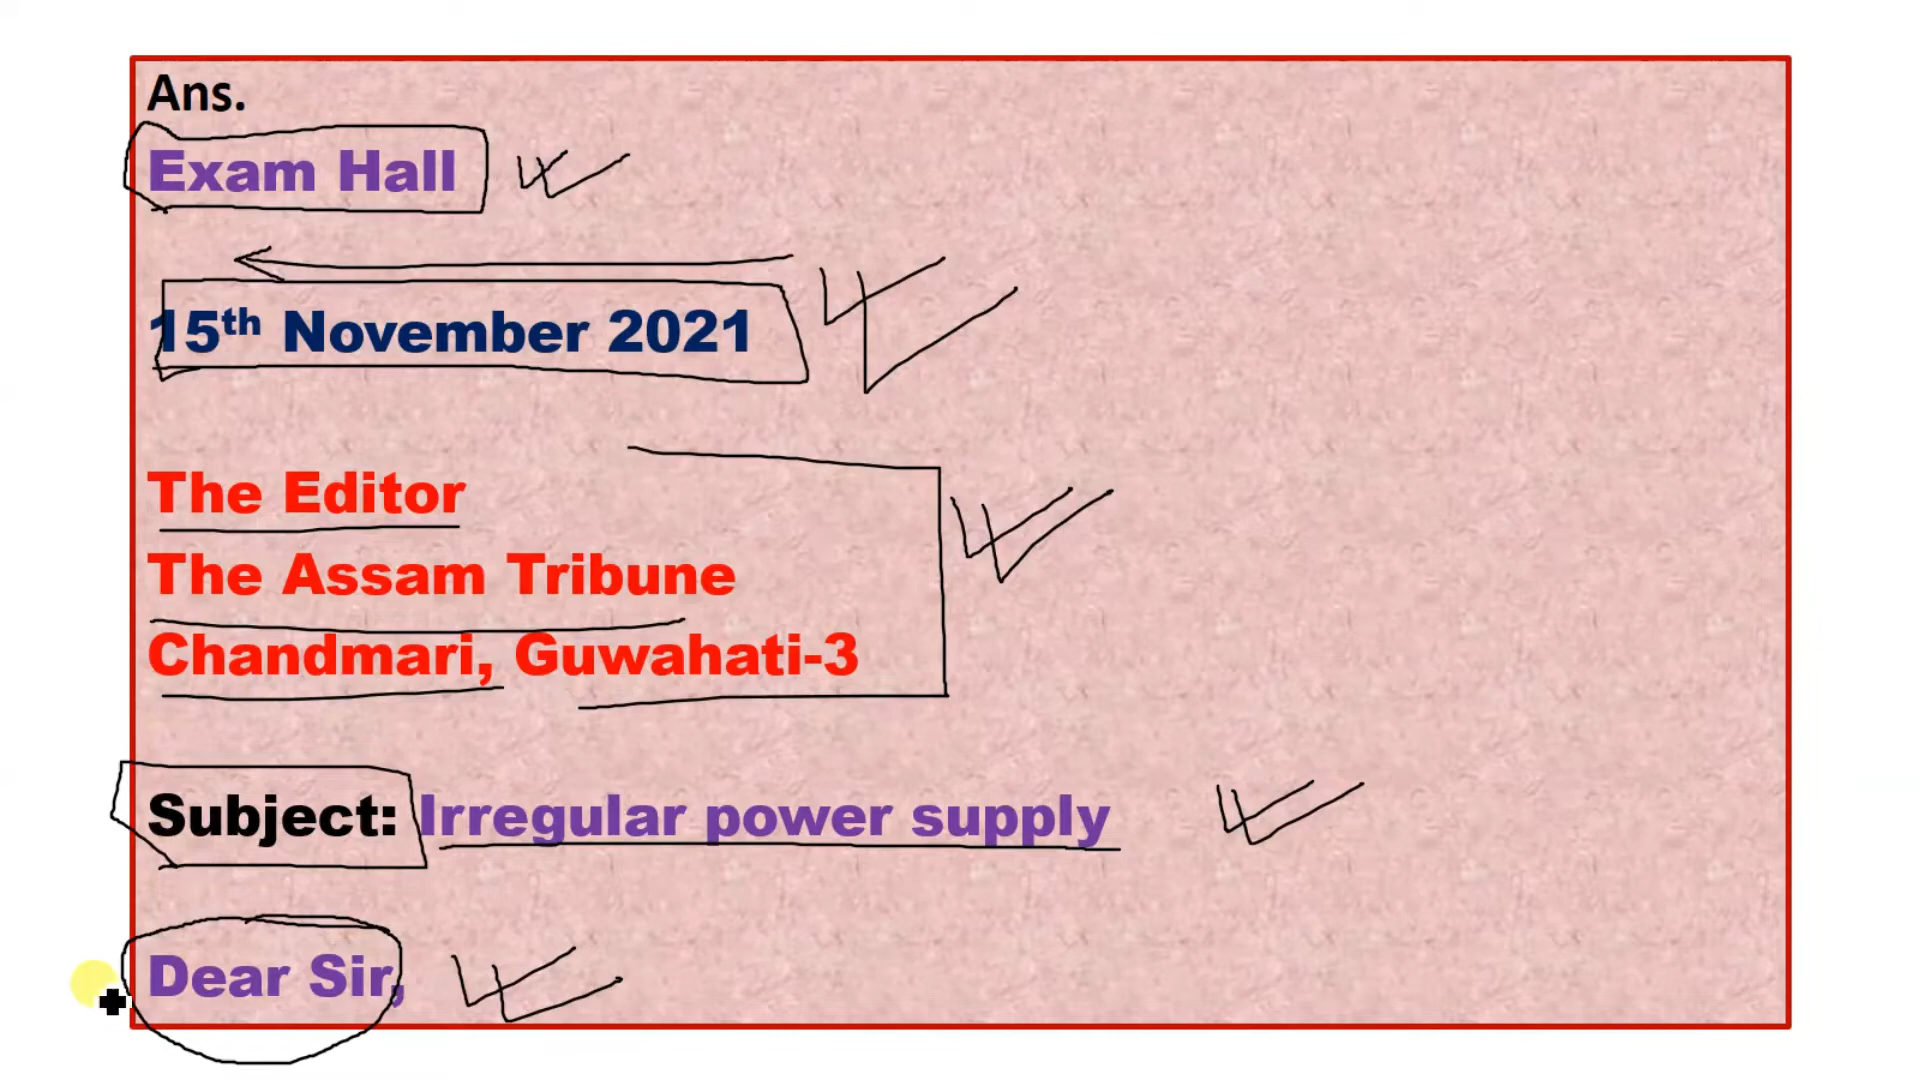 Ans.
Exam Hall
15th November 2021
The Editor
The Assam Tribune
Chandmari, Guwahati-3
Subject: Irregular power supply
Dear Sir,